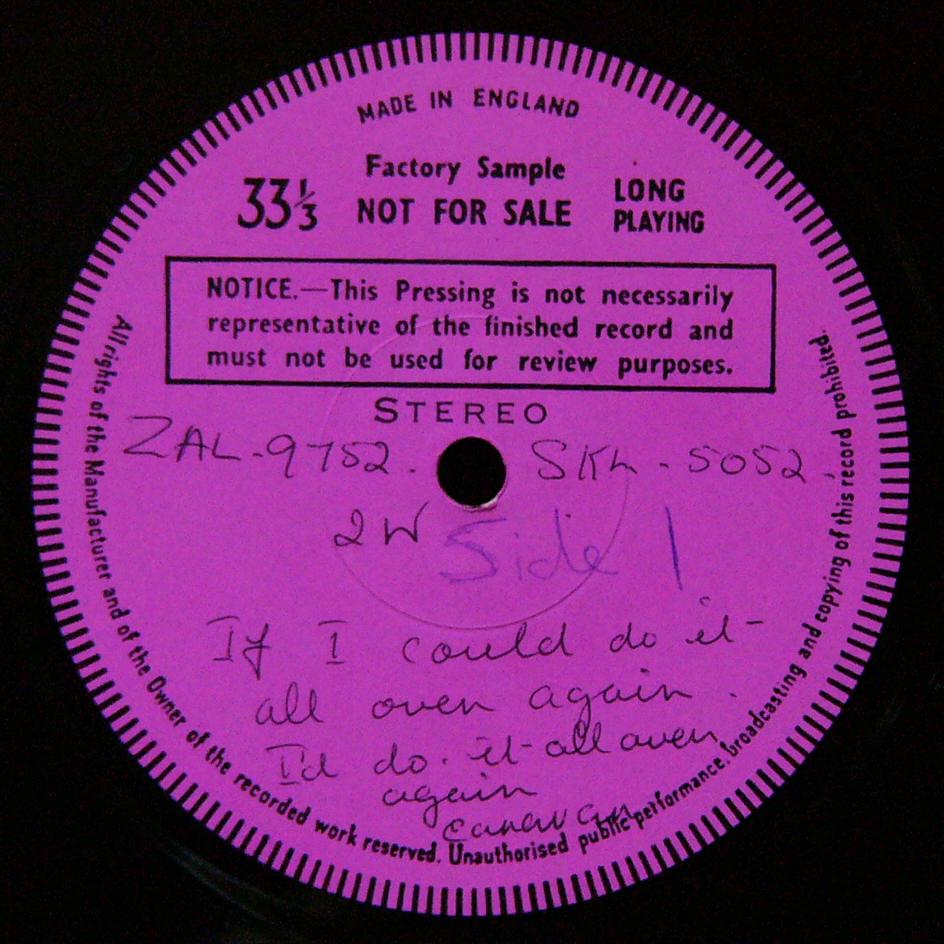 MADE IN ENGLAND
Factory Sample
33⅓ NOT FOR SALE LONG PLAYING
NOTICE.—This Pressing is not necessarily
representative of the finished record and
must not be used for review purposes.
STEREO
ZAL-9752. SKL-5052.
2W Side 1
If I could do it
all over again.
I'd do. it all over
again
Caravan
All rights of the Manufacturer and of the Owner of the recorded work reserved. Unauthorised public performance, broadcasting and copying of this record prohibited.